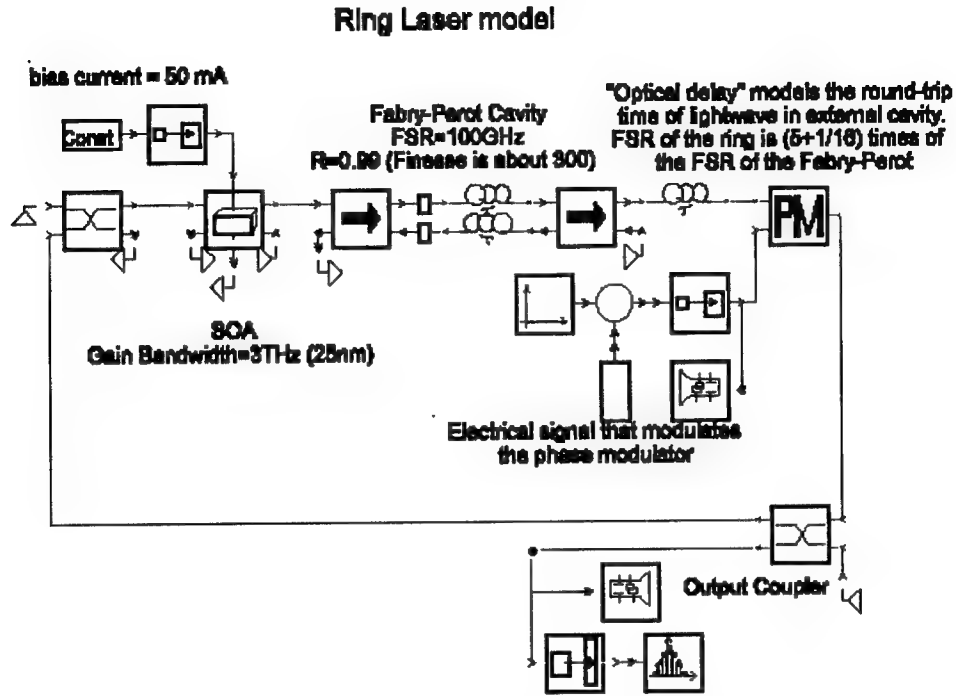 Ring Laser model
bias current = 50 mA
Const
Fabry-Perot Cavity
FSR=100GHz
R=0.99 (Finesse is about 300)
"Optical delay" models the round-trip
time of lightwave in external cavity.
FSR of the ring is (5+1/16) times of
the FSR of the Fabry-Perot
PM
SOA
Gain Bandwidth=3THz (25nm)
Electrical signal that modulates
the phase modulator
Output Coupler